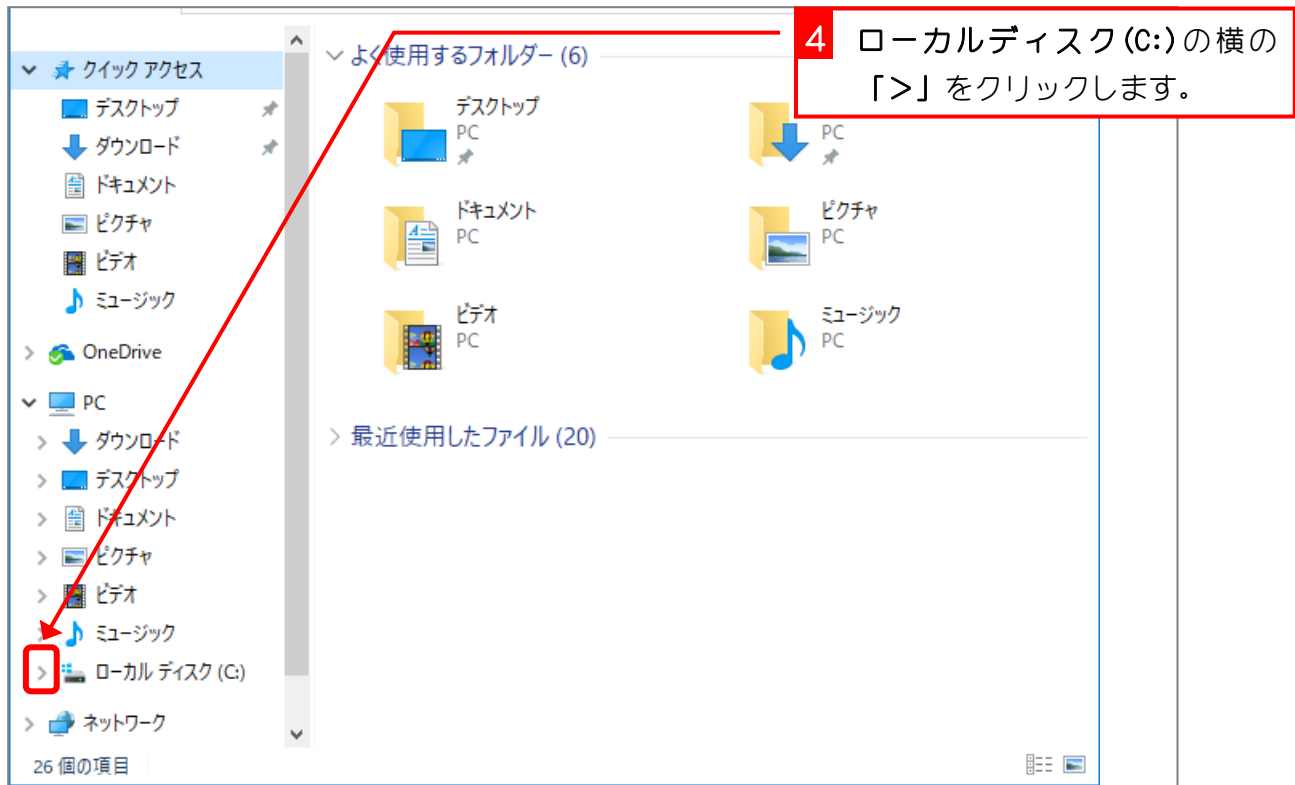 4 ローカルディスク(C:)の横の
「>」をクリックします。
クイック アクセス
デスクトップ
ダウンロード
ドキュメント
ピクチャ
ビデオ
ミュージック
OneDrive
PC
ダウンロード
デスクトップ
ドキュメント
ピクチャ
ビデオ
ミュージック
ローカル ディスク (C:)
ネットワーク
よく使用するフォルダー (6)
デスクトップ
PC
PC
ドキュメント
PC
ピクチャ
PC
ビデオ
PC
ミュージック
PC
最近使用したファイル (20)
26 個の項目